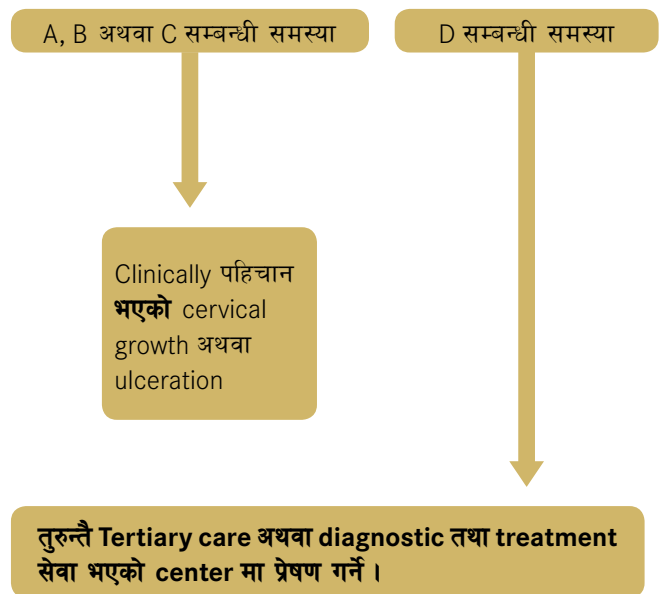 A, B अथवा C सम्बन्धी समस्या
D सम्बन्धी समस्या
Clinically पहिचान
भएको cervical
growth अथवा
ulceration
तुरुन्तै Tertiary care अथवा diagnostic तथा treatment
सेवा भएको center मा प्रेषण गर्ने ।